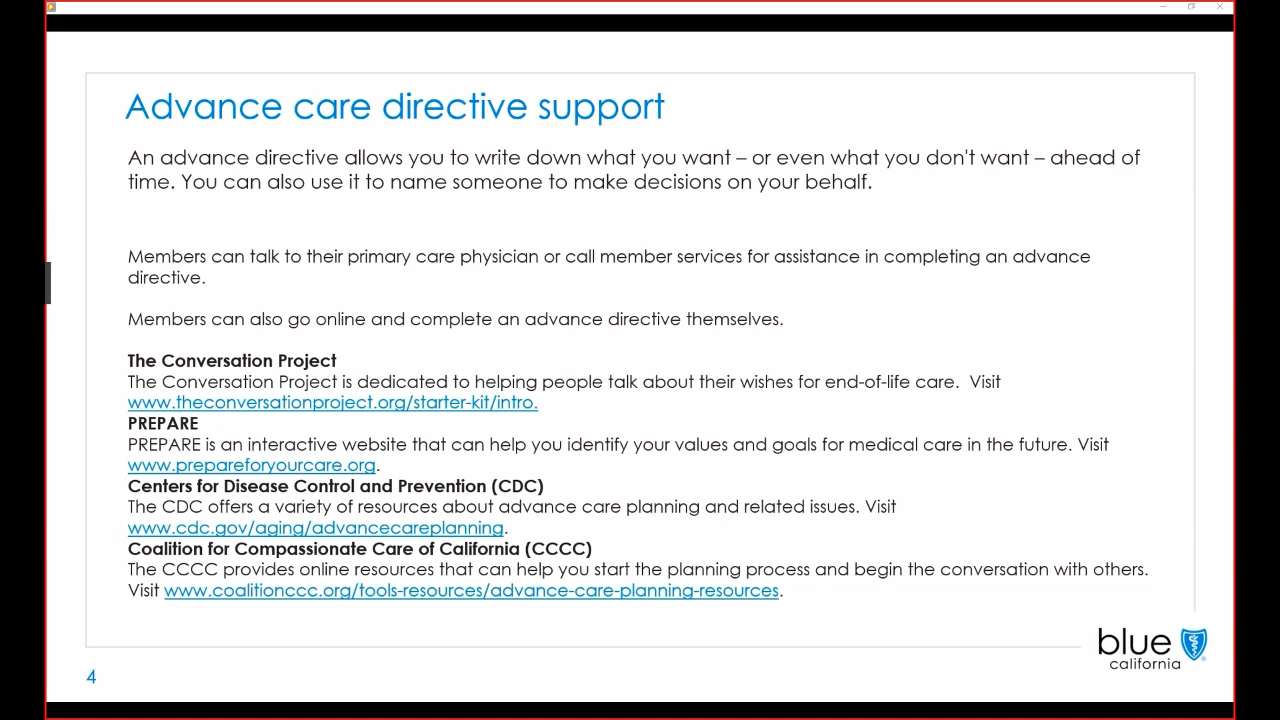 Advance care directive support
An advance directive allows you to write down what you want – or even what you don't want – ahead of
time. You can also use it to name someone to make decisions on your behalf.
Members can talk to their primary care physician or call member services for assistance in completing an advance
directive.
Members can also go online and complete an advance directive themselves.
The Conversation Project
The Conversation Project is dedicated to helping people talk about their wishes for end-of-life care.  Visit
www.theconversationproject.org/starter-kit/intro.
PREPARE
PREPARE is an interactive website that can help you identify your values and goals for medical care in the future. Visit
www.prepareforyourcare.org.
Centers for Disease Control and Prevention (CDC)
The CDC offers a variety of resources about advance care planning and related issues. Visit
www.cdc.gov/aging/advancecareplanning.
Coalition for Compassionate Care of California (CCCC)
The CCCC provides online resources that can help you start the planning process and begin the conversation with others.
Visit www.coalitionccc.org/tools-resources/advance-care-planning-resources.
blue
california
4